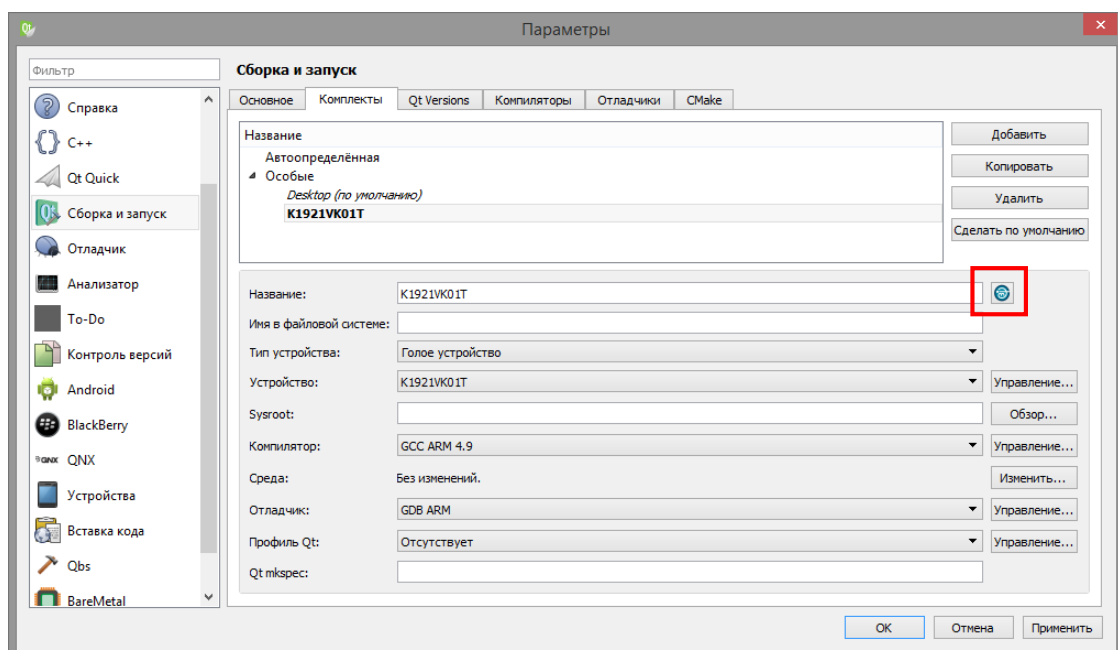 Параметры
Фильтр
Справка
C++
Qt Quick
Сборка и запуск
Отладчик
Анализатор
To-Do
Контроль версий
Android
BlackBerry
QNX
Устройства
Вставка кода
Qbs
BareMetal
Сборка и запуск
Основное
Комплекты
Qt Versions
Компиляторы
Отладчики
CMake
Название
Автоопределённая
Особые
Desktop (по умолчанию)
K1921VK01T
Добавить
Копировать
Удалить
Сделать по умолчанию
Название: K1921VK01T
Имя в файловой системе:
Тип устройства: Голое устройство
Устройство: K1921VK01T Управление...
Sysroot: Обзор...
Компилятор: GCC ARM 4.9 Управление...
Среда: Без изменений. Изменить...
Отладчик: GDB ARM Управление...
Профиль Qt: Отсутствует Управление...
Qt mkspec:
OK Отмена Применить